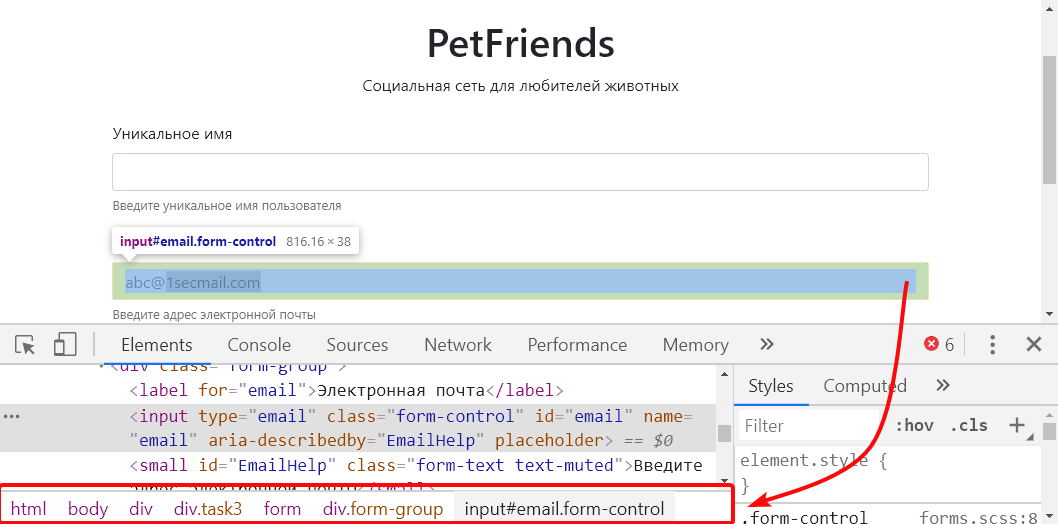 PetFriends
Социальная сеть для любителей животных
Уникальное имя
Введите уникальное имя пользователя
input#email.form-control 816.16 × 38
abc@1secmail.com
Введите адрес электронной почты
Elements Console Sources Network Performance Memory » 6
<div class="form-group">
<label for="email">Электронная почта</label>
<input type="email" class="form-control" id="email" name=
"email" aria-describedby="EmailHelp" placeholder> == $0
<small id="EmailHelp" class="form-text text-muted">Введите
html body div div.task3 form div.form-group input#email.form-control
Styles Computed »
Filter :hov .cls +
element.style {
}
.form-control forms.scss:8